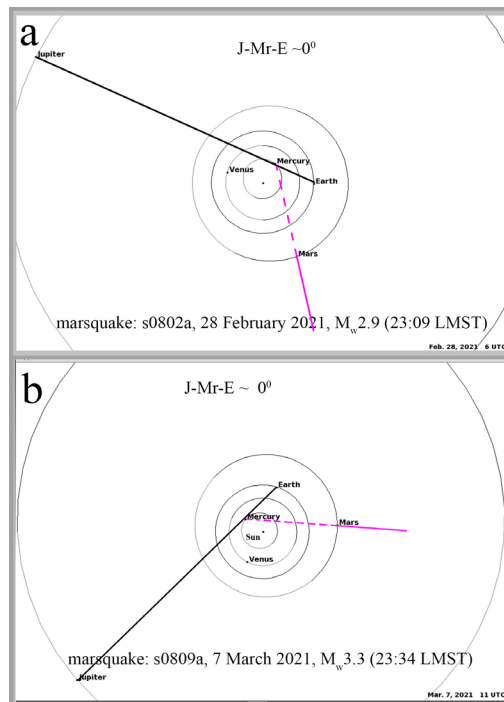 a
J-Mr-E ~0⁰
Jupiter
Mercury
Venus
Earth
Mars
marsquake: s0802a, 28 February 2021, Mw2.9 (23:09 LMST)
Feb. 28, 2021 6 UTC
b
J-Mr-E ~ 0⁰
Earth
Mercury
Mars
Sun
Venus
marsquake: s0809a, 7 March 2021, Mw3.3 (23:34 LMST)
Jupiter
Mar. 7, 2021 11 UTC